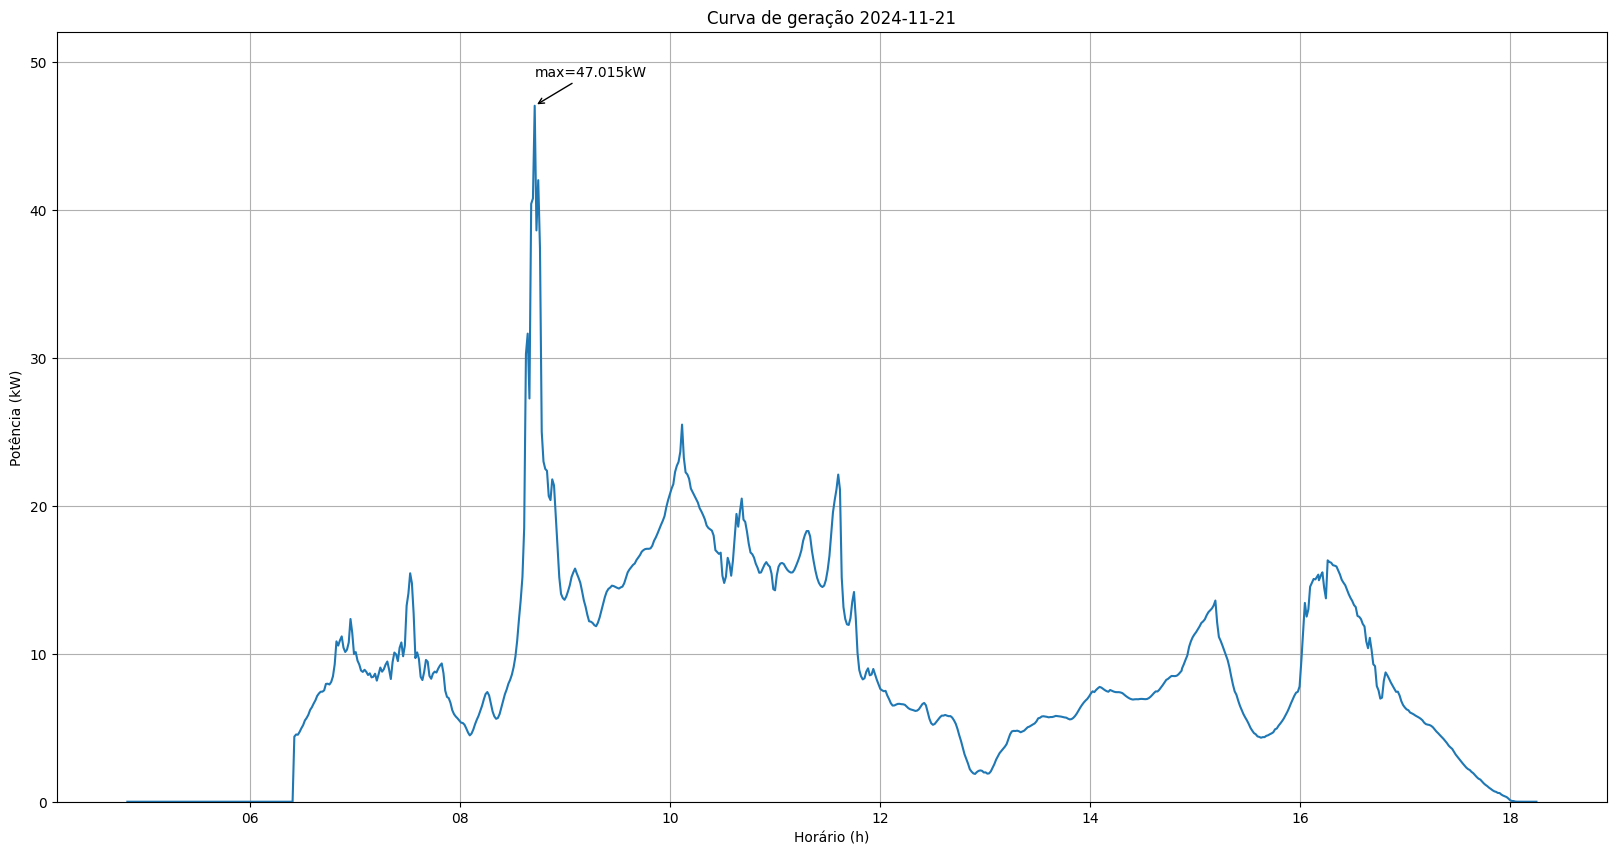 Curva de geração 2024-11-21
max=47.015kW
50
40
30
20
10
0
Potência (kW)
06 08 10 12 14 16 18
Horário (h)